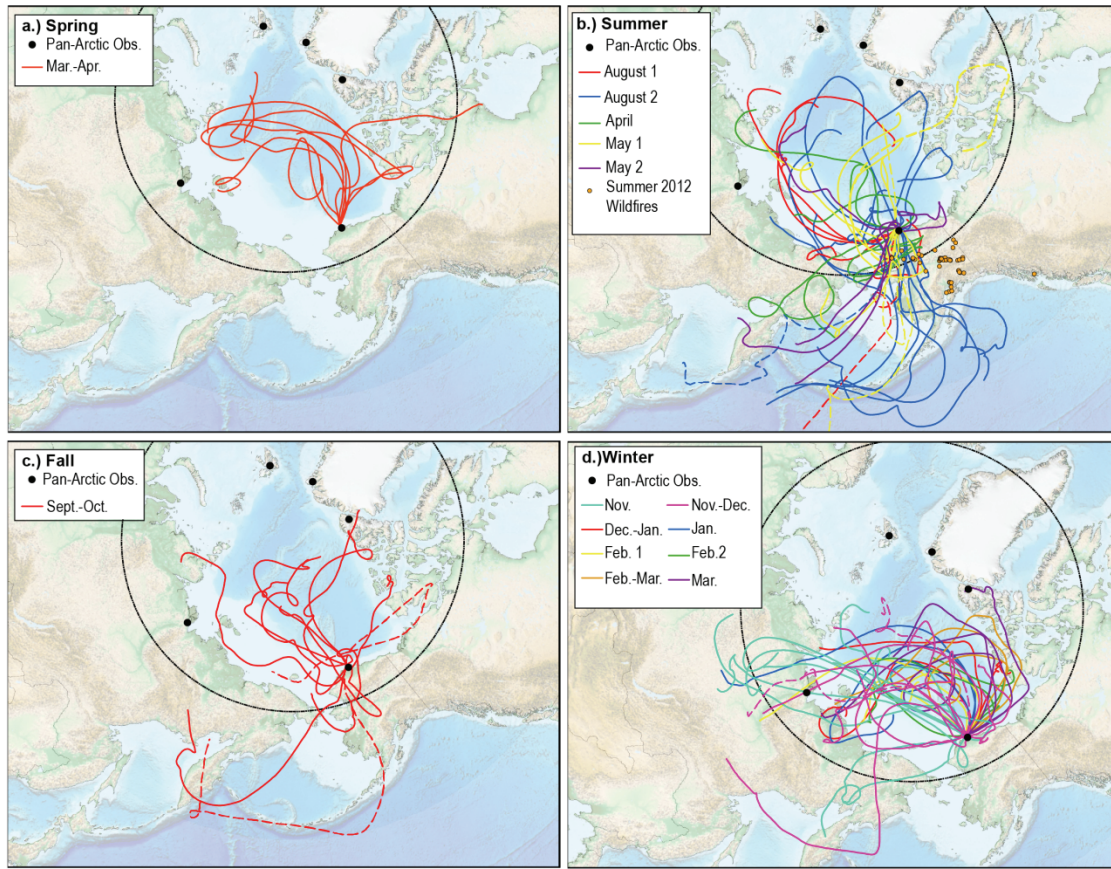 a.) Spring
Pan-Arctic Obs.
Mar.-Apr.
b.) Summer
Pan-Arctic Obs.
August 1
August 2
April
May 1
May 2
Summer 2012
Wildfires
c.) Fall
Pan-Arctic Obs.
Sept.-Oct.
d.)Winter
Pan-Arctic Obs.
Nov. Nov.-Dec.
Dec.-Jan. Jan.
Feb. 1 Feb.2
Feb.-Mar. Mar.